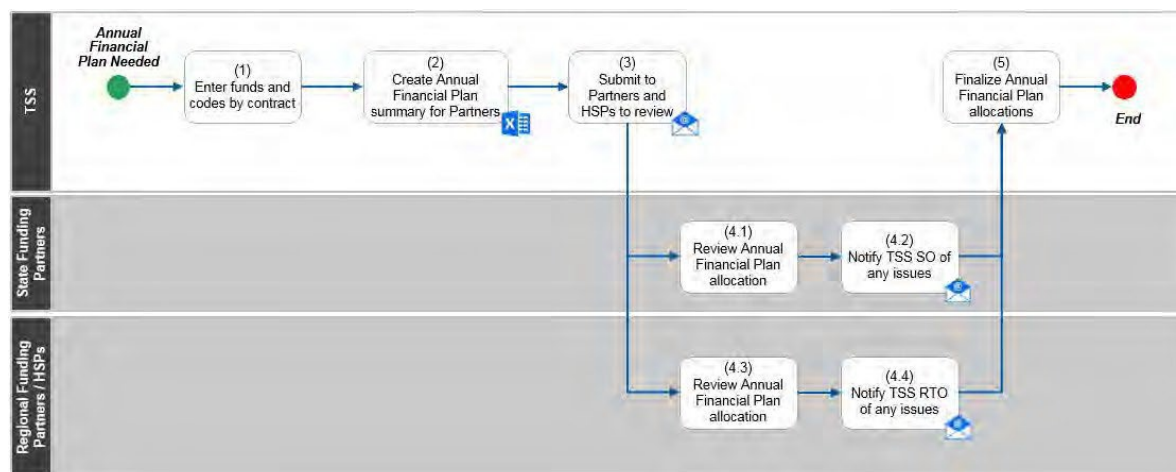 Annual
Financial
Plan Needed
TSS
(1)
Enter funds and
codes by contract
(2)
Create Annual
Financial Plan
summary for Partners
(3)
Submit to
Partners and
HSPs to review
(5)
Finalize Annual
Financial Plan
allocations
End
State Funding
Partners
(4.1)
Review Annual
Financial Plan
allocation
(4.2)
Notify TSS SO of
any issues
Regional Funding
Partners / HSPs
(4.3)
Review Annual
Financial Plan
allocation
(4.4)
Notify TSS RTO
of any issues